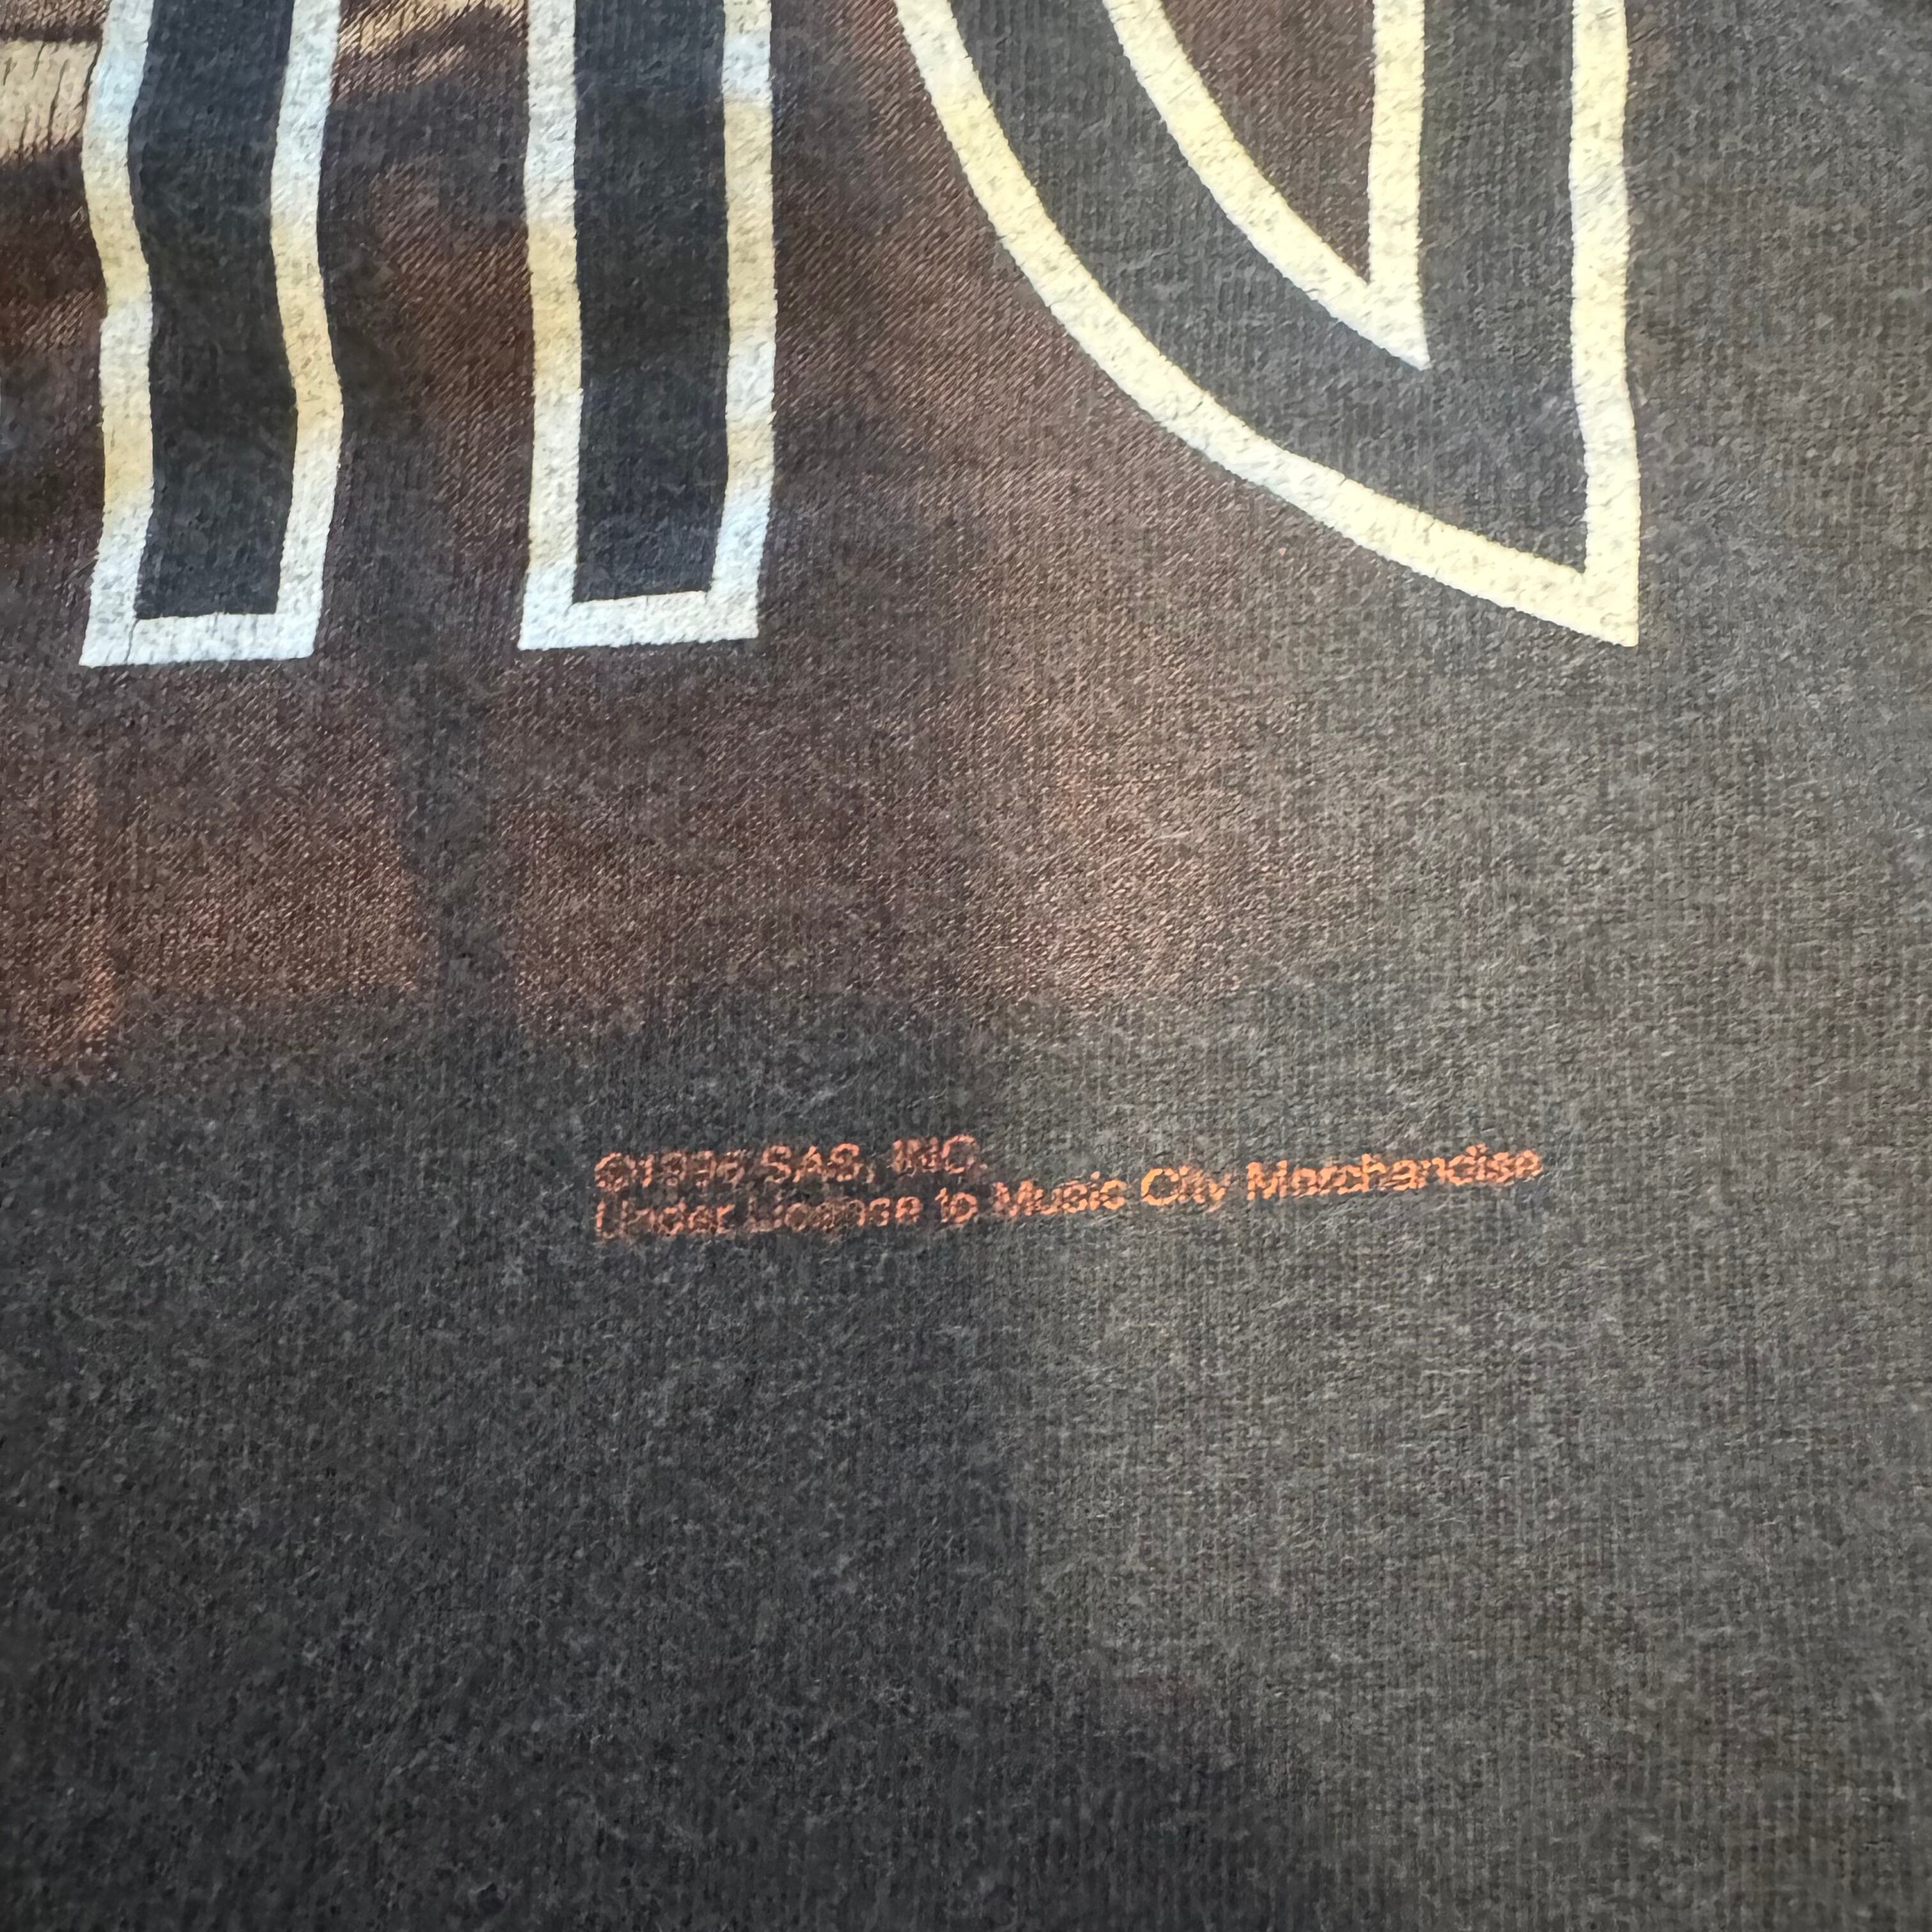 ©1996 SAS, INC.
Under License to Music City Merchandise